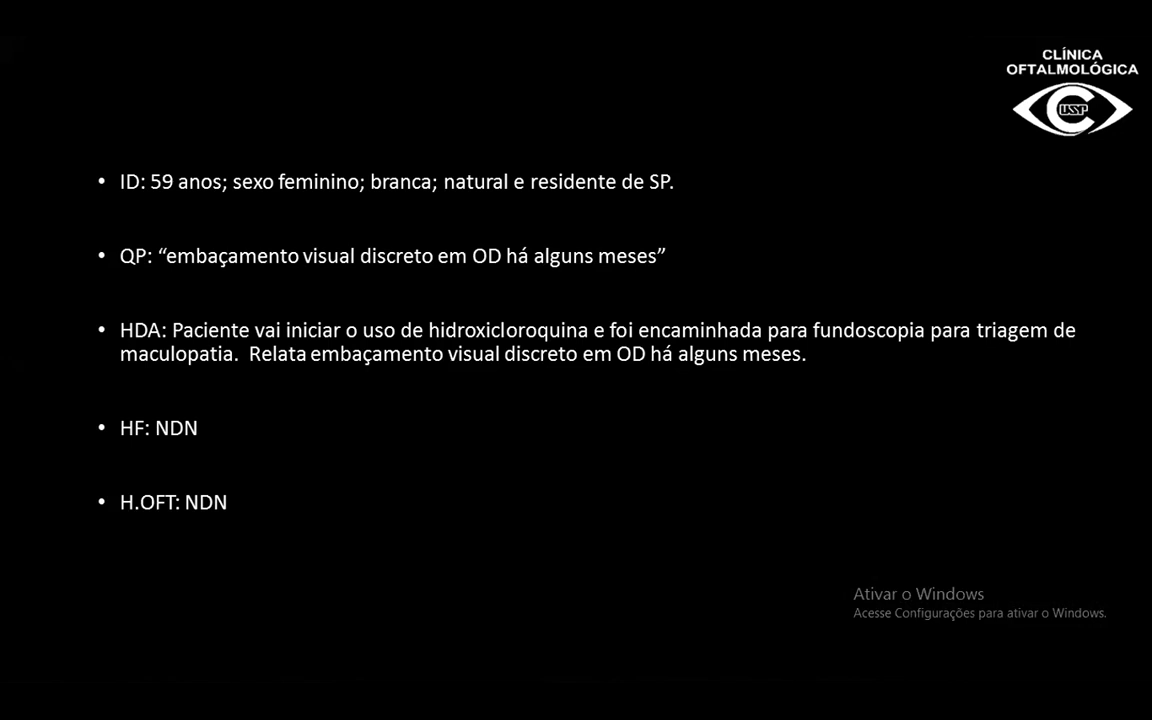 CLÍNICA
OFTALMOLÓGICA
USP
• ID: 59 anos; sexo feminino; branca; natural e residente de SP.
• QP: “embaçamento visual discreto em OD há alguns meses”
• HDA: Paciente vai iniciar o uso de hidroxicloroquina e foi encaminhada para fundoscopia para triagem de
maculopatia. Relata embaçamento visual discreto em OD há alguns meses.
• HF: NDN
• H.OFT: NDN
Ativar o Windows
Acesse Configurações para ativar o Windows.